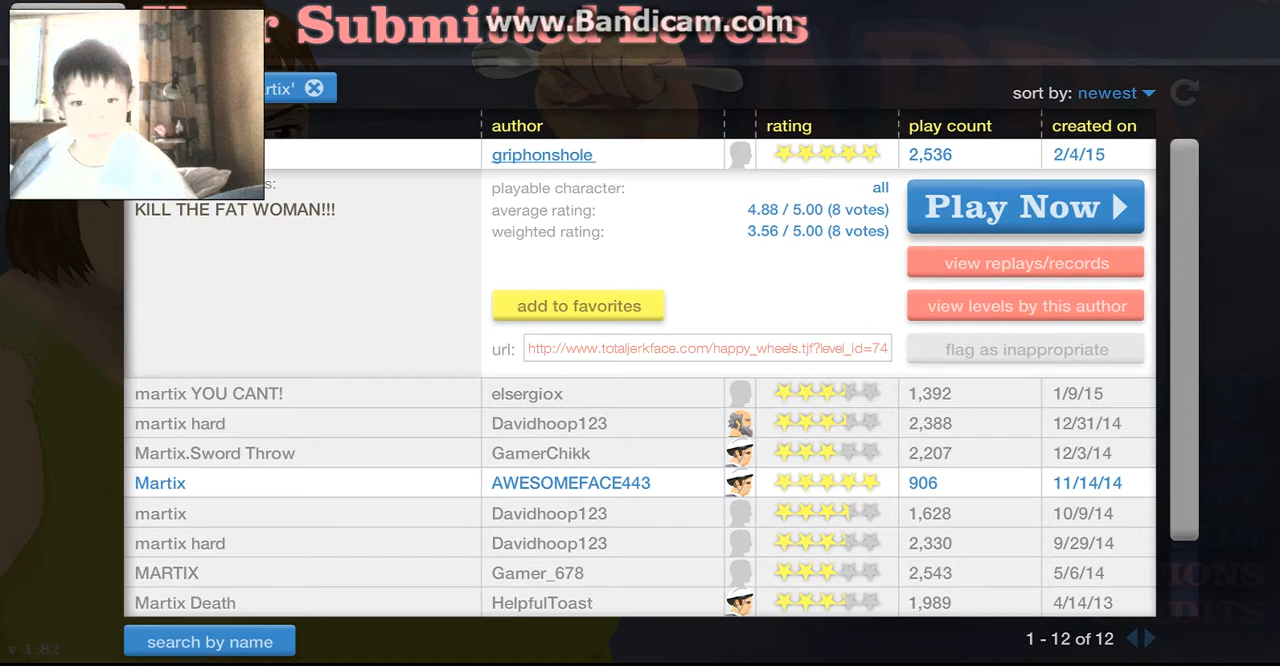 www.Bandicam.com
Submitted Levels
rtix'
sort by: newest
author rating play count created on
griphonshole 2,536 2/4/15
s:
KILL THE FAT WOMAN!!!
playable character: all
average rating: 4.88 / 5.00 (8 votes)
weighted rating: 3.56 / 5.00 (8 votes)
Play Now
view replays/records
add to favorites
view levels by this author
url: http://www.totaljerkface.com/happy_wheels.tjf?level_id=74
flag as inappropriate
martix YOU CANT! elsergiox 1,392 1/9/15
martix hard Davidhoop123 2,388 12/31/14
Martix.Sword Throw GamerChikk 2,207 12/3/14
Martix AWESOMEFACE443 906 11/14/14
martix Davidhoop123 1,628 10/9/14
martix hard Davidhoop123 2,330 9/29/14
MARTIX Gamer_678 2,543 5/6/14
Martix Death HelpfulToast 1,989 4/14/13
search by name
1 - 12 of 12
v 1.82